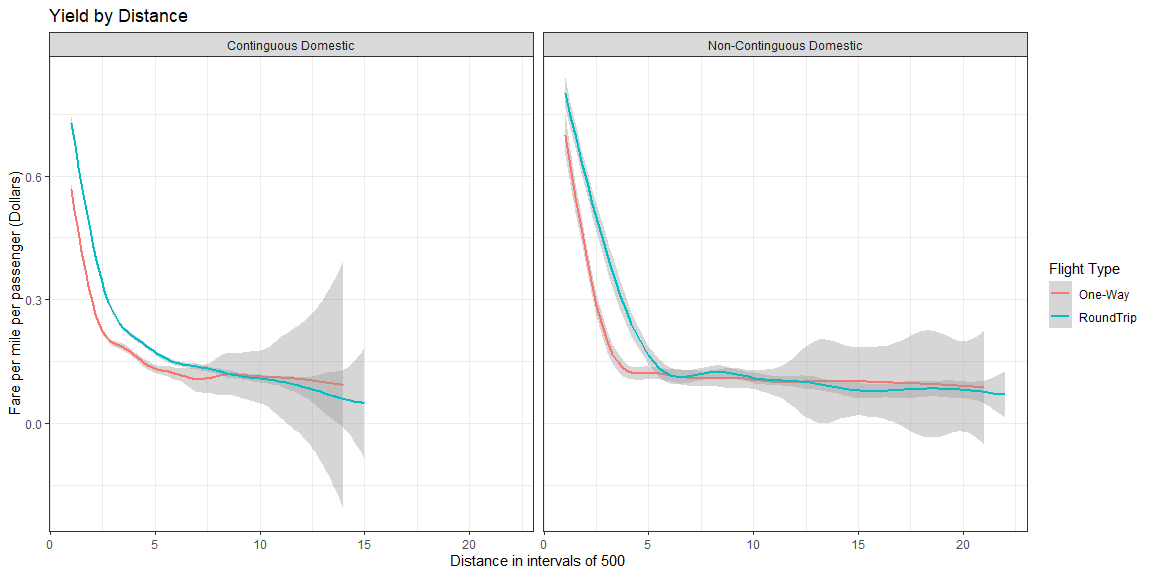 Yield by Distance
Continguous Domestic
Non-Continguous Domestic
Fare per mile per passenger (Dollars)
0.6
0.3
0.0
0
5
10
15
20
0
5
10
15
20
Distance in intervals of 500
Flight Type
One-Way
RoundTrip